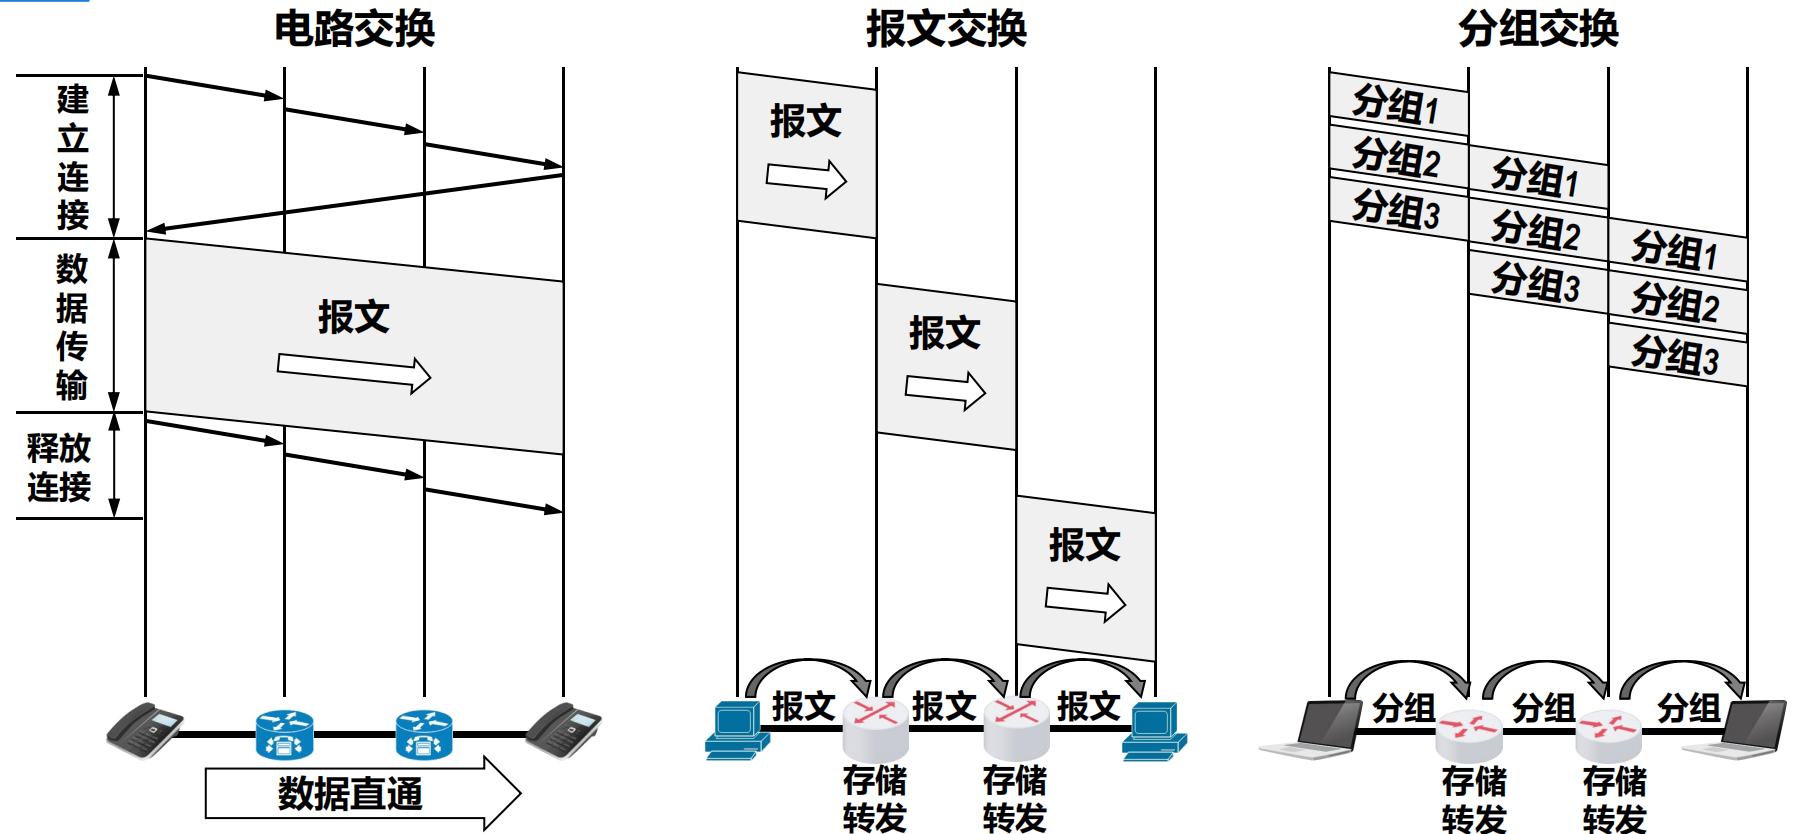 电路交换
建立连接
数据传输
释放连接
报文
数据直通
报文交换
报文
报文
报文
报文
报文
报文
存储转发
存储转发
分组交换
分组1
分组2
分组3
分组1
分组2
分组3
分组1
分组2
分组3
分组
分组
分组
存储转发
存储转发